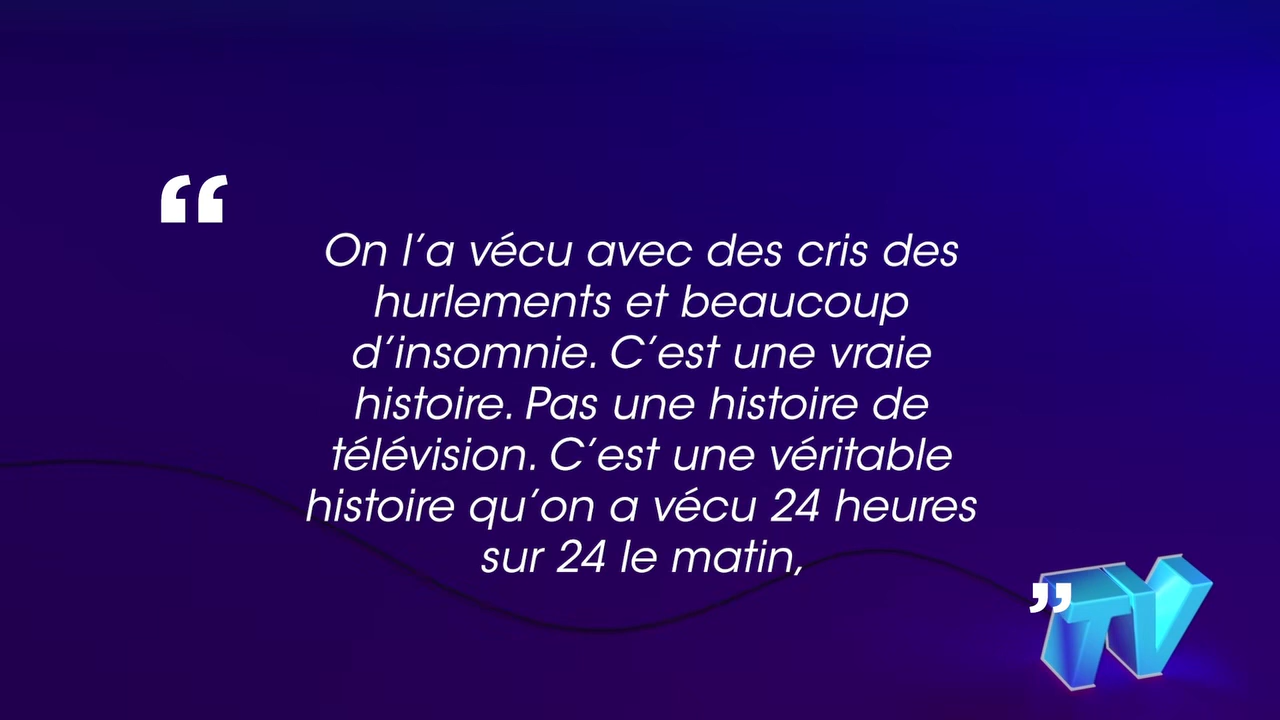 “
On l’a vécu avec des cris des
hurlements et beaucoup
d’insomnie. C’est une vraie
histoire. Pas une histoire de
télévision. C’est une véritable
histoire qu’on a vécu 24 heures
sur 24 le matin,
”
TV